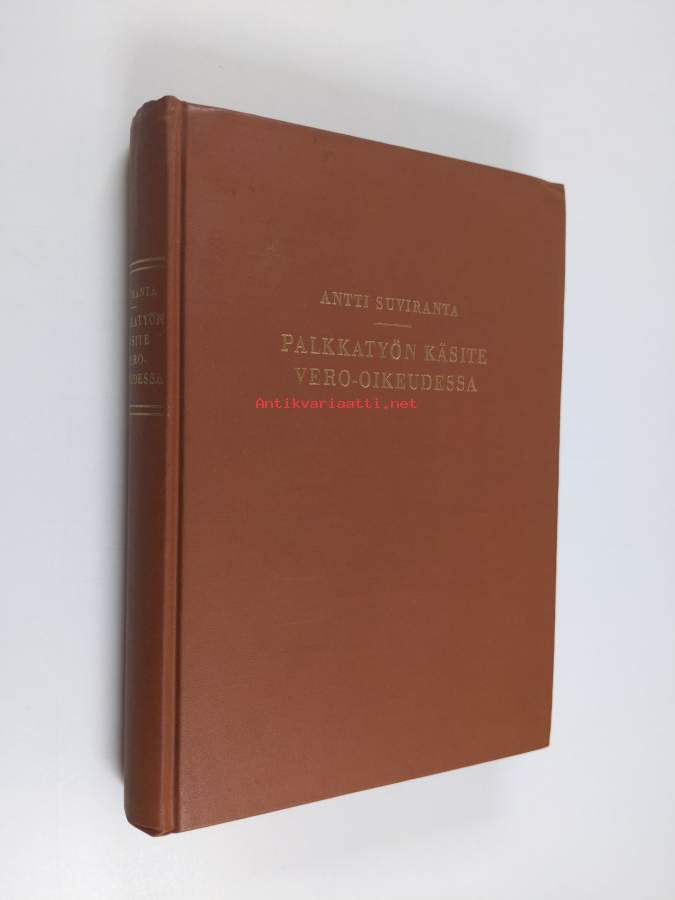 ANTTI SUVIRANTA
PALKKATYÖN KÄSITE
VERO-OIKEUDESSA
Antikvariaatti.net